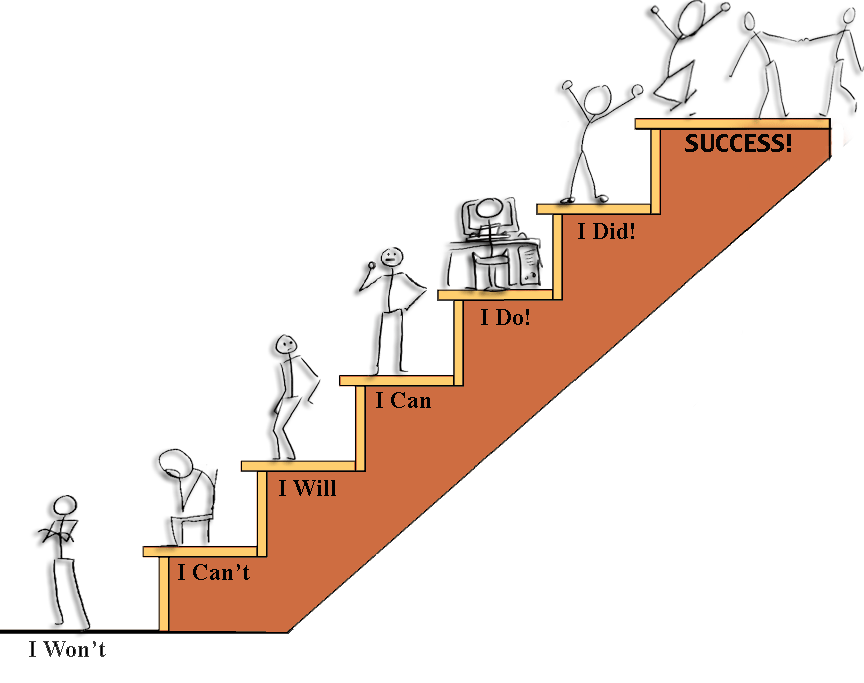 SUCCESS!
I Did!
I Do!
I Can
I Will
I Can’t
I Won’t